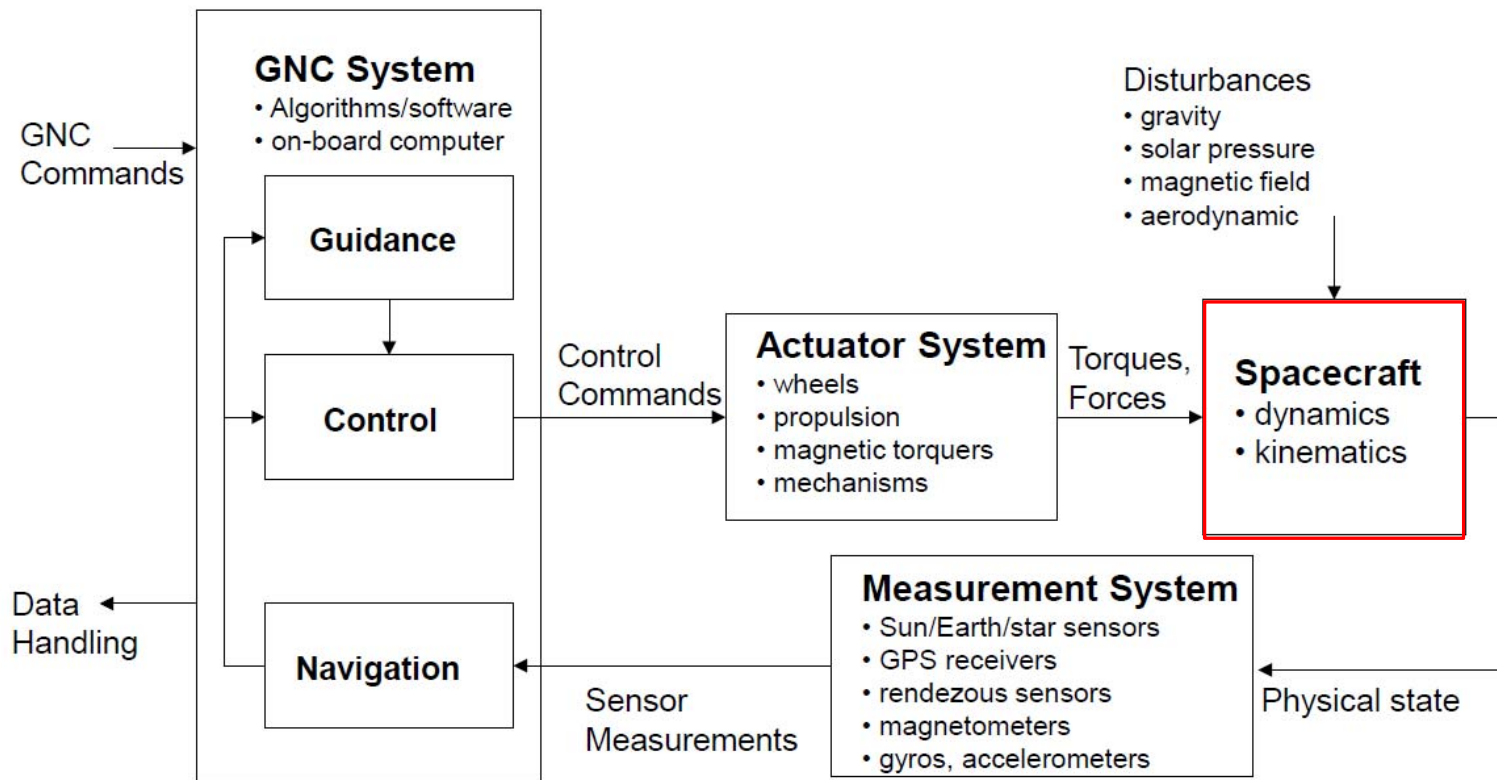 GNC System
• Algorithms/software
• on-board computer
GNC
Commands
Guidance
Control
Navigation
Data
Handling
Control
Commands
Actuator System
• wheels
• propulsion
• magnetic torquers
• mechanisms
Torques,
Forces
Disturbances
• gravity
• solar pressure
• magnetic field
• aerodynamic
Spacecraft
• dynamics
• kinematics
Measurement System
• Sun/Earth/star sensors
• GPS receivers
• rendezous sensors
• magnetometers
• gyros, accelerometers
Sensor
Measurements
Physical state